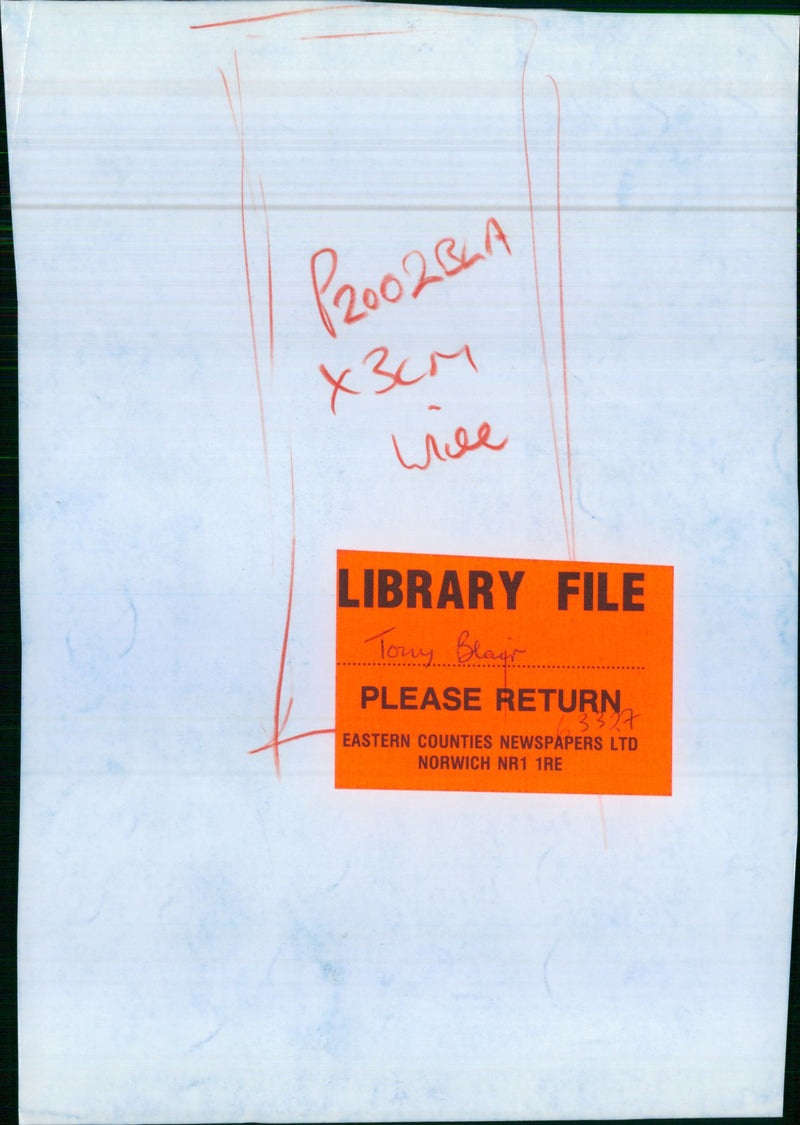 P2002BLA
x3cm
wide
LIBRARY FILE
Tony Blair
PLEASE RETURN
63327
EASTERN COUNTIES NEWSPAPERS LTD
NORWICH NR1 1RE